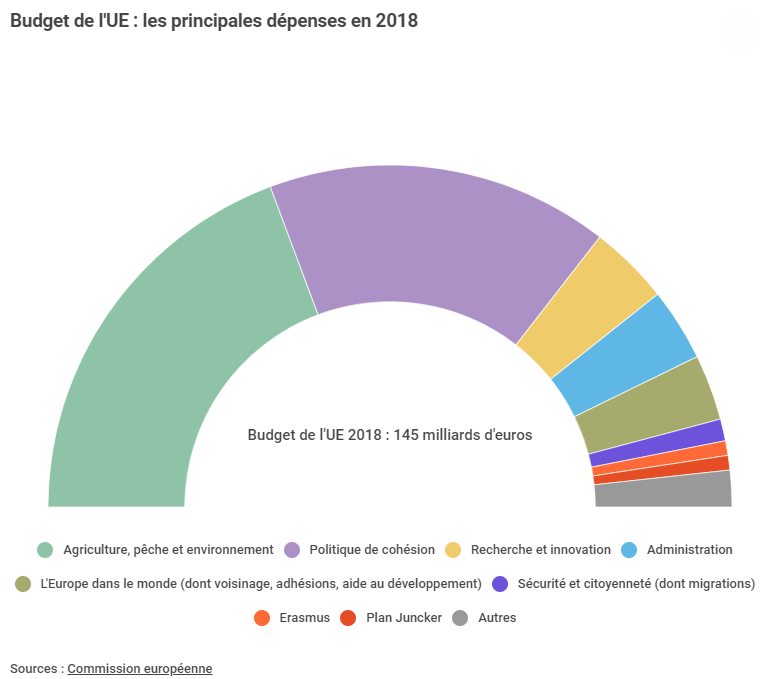 Budget de l'UE : les principales dépenses en 2018
Budget de l'UE 2018 : 145 milliards d'euros
Agriculture, pêche et environnement Politique de cohésion Recherche et innovation Administration
L'Europe dans le monde (dont voisinage, adhésions, aide au dévéloppement) Sécurité et citoyenneté (dont migrations)
Erasmus Plan Juncker Autres
Sources : Commission européenne